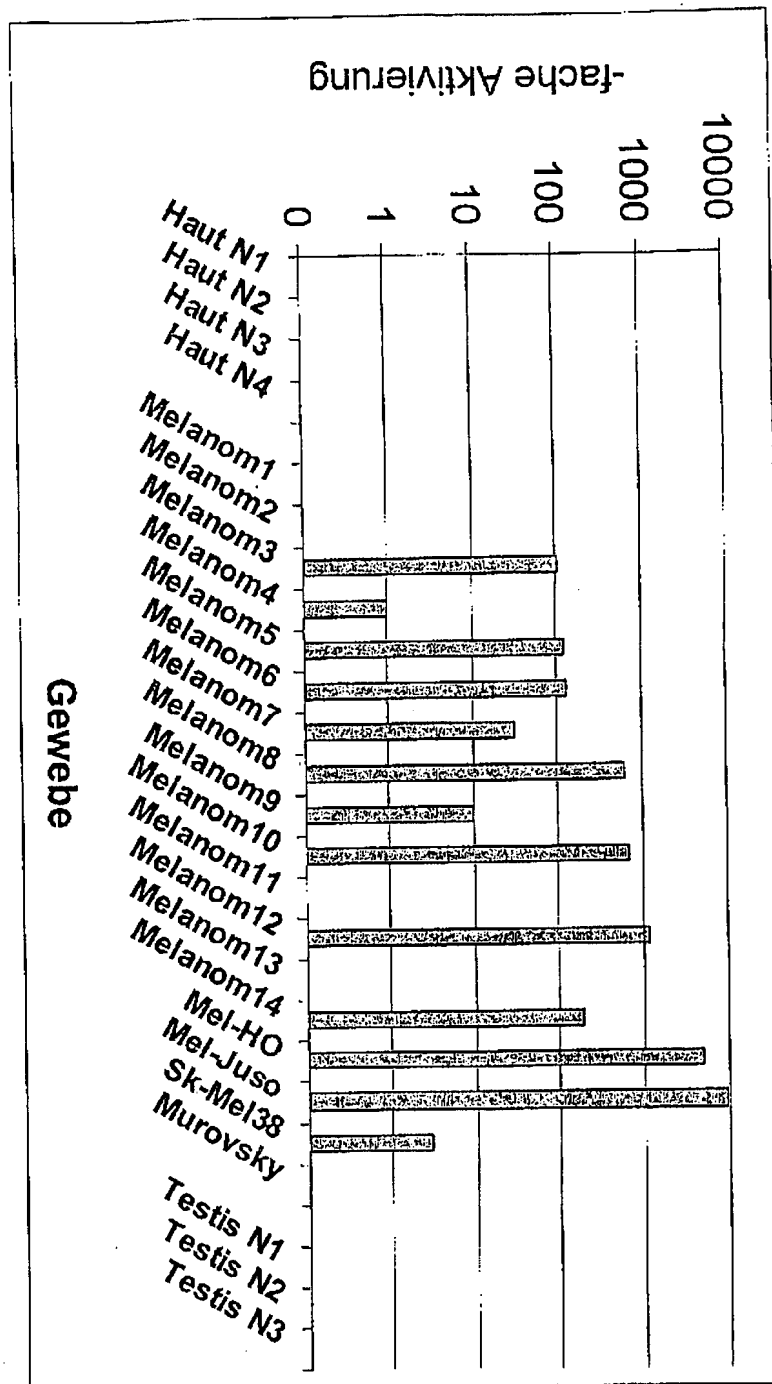 -fache Aktivierung
10000
1000
100
10
1
0
Haut N1
Haut N2
Haut N3
Haut N4
Melanom1
Melanom2
Melanom3
Melanom4
Melanom5
Melanom6
Melanom7
Melanom8
Melanom9
Melanom10
Melanom11
Melanom12
Melanom13
Melanom14
Mel-HO
Mel-Juso
Sk-Mel38
Murovsky
Testis N1
Testis N2
Testis N3
Gewebe